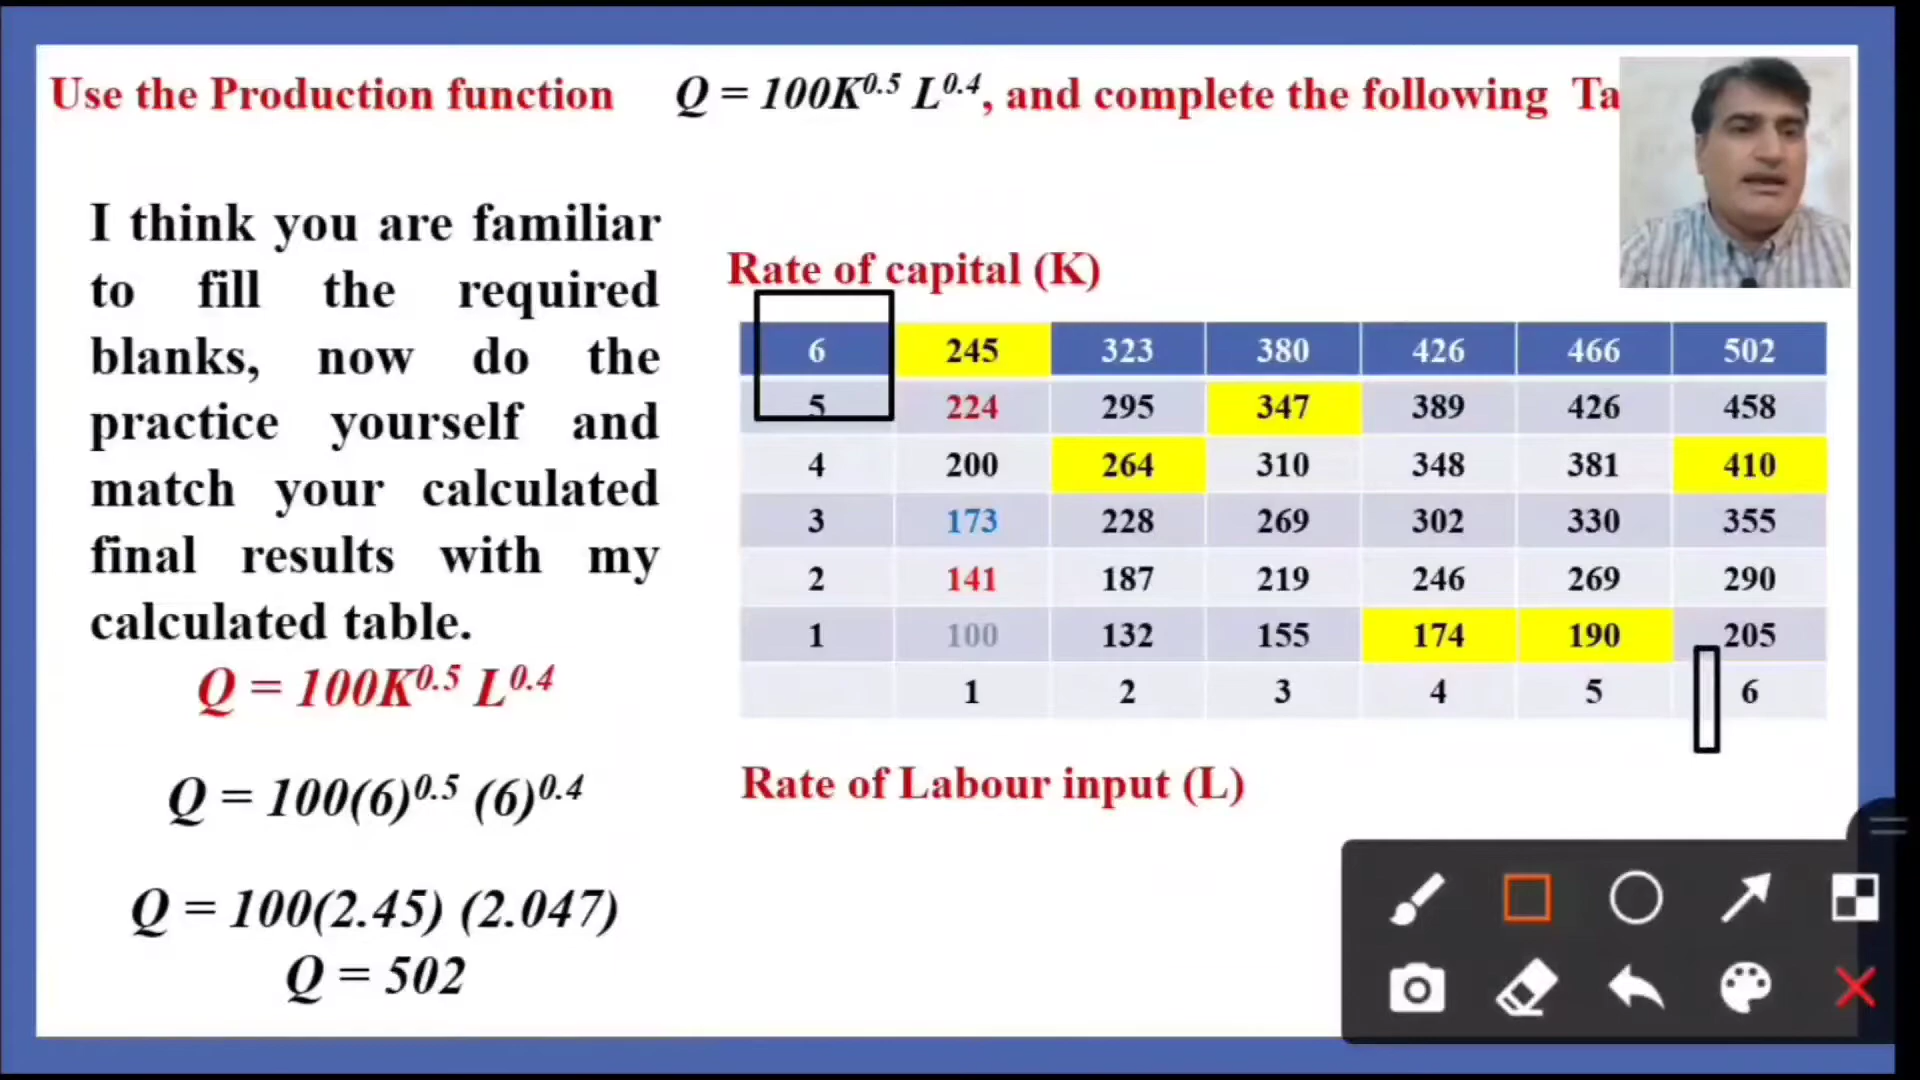 Use the Production function Q = 100K^0.5 L^0.4, and complete the following Ta
I think you are familiar
to fill the required
blanks, now do the
practice yourself and
match your calculated
final results with my
calculated table.
Q = 100K^0.5 L^0.4
Q = 100(6)^0.5 (6)^0.4
Q = 100(2.45) (2.047)
Q = 502
Rate of capital (K)
6 245 323 380 426 466 502
5 224 295 347 389 426 458
4 200 264 310 348 381 410
3 173 228 269 302 330 355
2 141 187 219 246 269 290
1 100 132 155 174 190 205
1 2 3 4 5 6
Rate of Labour input (L)